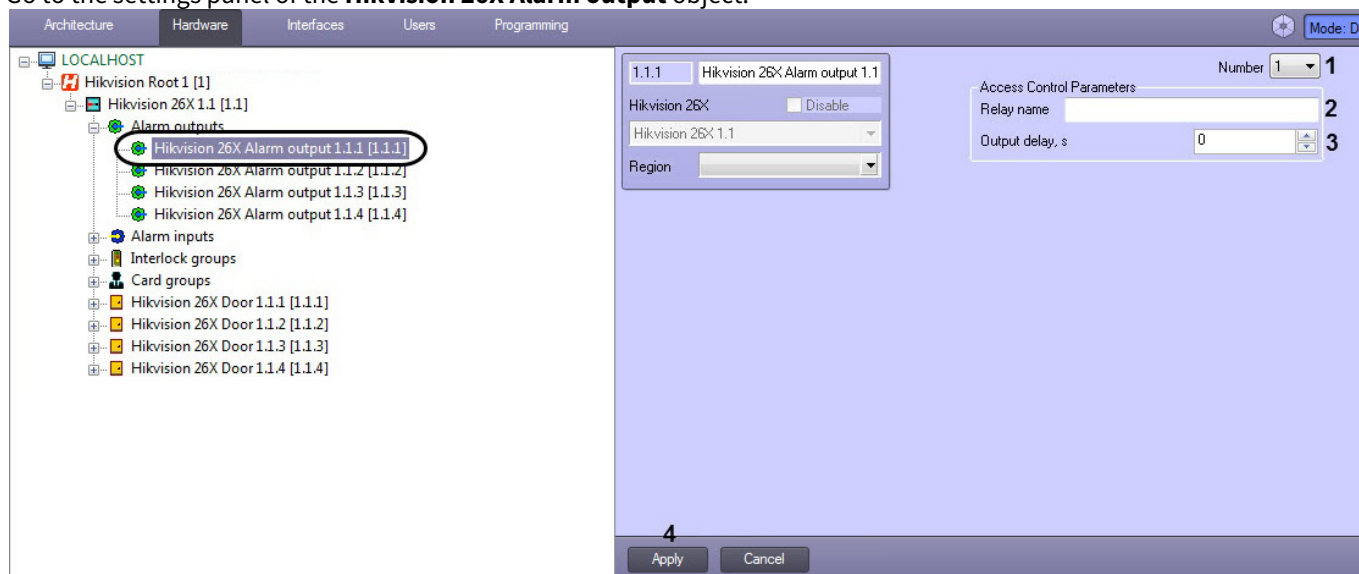 Go to the settings panel of the Hikvision 26X Alarm output object.
Architecture Hardware Interfaces Users Programming Mode: D
LOCALHOST
Hikvision Root 1 [1]
Hikvision 26X 1.1 [1.1]
Alarm outputs
Hikvision 26X Alarm output 1.1.1 [1.1.1]
Hikvision 26X Alarm output 1.1.2 [1.1.2]
Hikvision 26X Alarm output 1.1.3 [1.1.3]
Hikvision 26X Alarm output 1.1.4 [1.1.4]
Alarm inputs
Interlock groups
Card groups
Hikvision 26X Door 1.1.1 [1.1.1]
Hikvision 26X Door 1.1.2 [1.1.2]
Hikvision 26X Door 1.1.3 [1.1.3]
Hikvision 26X Door 1.1.4 [1.1.4]
1.1.1 Hikvision 26X Alarm output 1.1
Hikvision 26X Disable
Hikvision 26X 1.1
Region
Number 1 1
Access Control Parameters
Relay name 2
Output delay, s 0 3
4
Apply Cancel